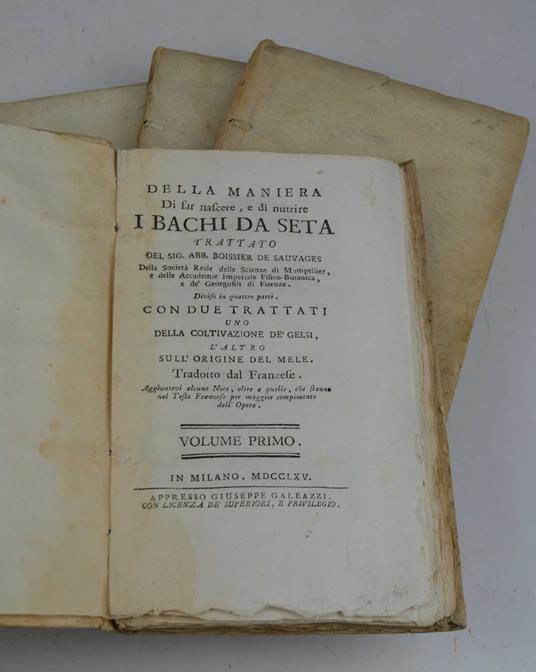 DELLA MANIERA
Di far naſcere, e di nutrire
I BACHI DA SETA
TRATTATO
DEL SIG. ABB. BOISSIER DE SAUVAGES
Della Società Reale delle Scienze di Mompellier,
e delle Accademie Imperiale Fiſico-Botanica,
e de' Georgofili di Firenze.
Diviſo in quattro parti.
CON DUE TRATTATI
UNO
DELLA COLTIVAZIONE DE' GELSI,
L'ALTRO
SULL'ORIGINE DEL MELE.
Tradotto dal Franzeſe.
Aggiuntevi alcune Note, oltre a quelle, che ſtanno
nel Teſto Franzeſe per maggior compimento
dell'Opera.
VOLUME PRIMO.
IN MILANO. MDCCLXV.
APPRESSO GIUSEPPE GALEAZZI.
CON LICENZA DE' SUPERIORI, E PRIVILEGIO.